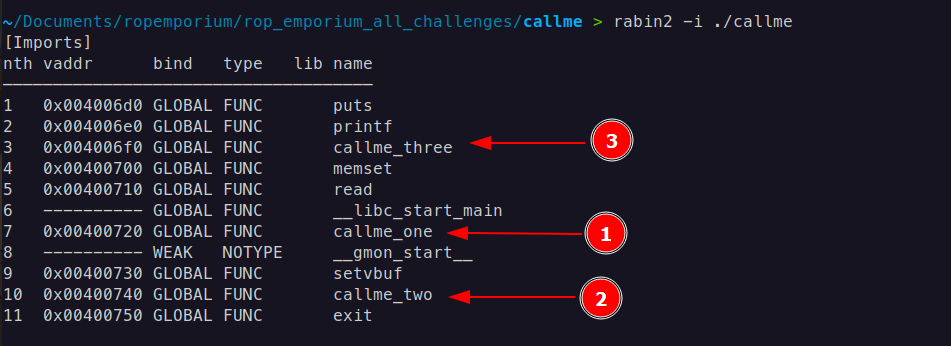 ~/Documents/ropemporium/rop_emporium_all_challenges/callme > rabin2 -i ./callme
[Imports]
nth vaddr bind type lib name
―――――――――――――――――――――――――――――――――――
1 0x004006d0 GLOBAL FUNC puts
2 0x004006e0 GLOBAL FUNC printf
3 0x004006f0 GLOBAL FUNC callme_three 3
4 0x00400700 GLOBAL FUNC memset
5 0x00400710 GLOBAL FUNC read
6 ---------- GLOBAL FUNC __libc_start_main
7 0x00400720 GLOBAL FUNC callme_one 1
8 ---------- WEAK NOTYPE __gmon_start__
9 0x00400730 GLOBAL FUNC setvbuf
10 0x00400740 GLOBAL FUNC callme_two 2
11 0x00400750 GLOBAL FUNC exit